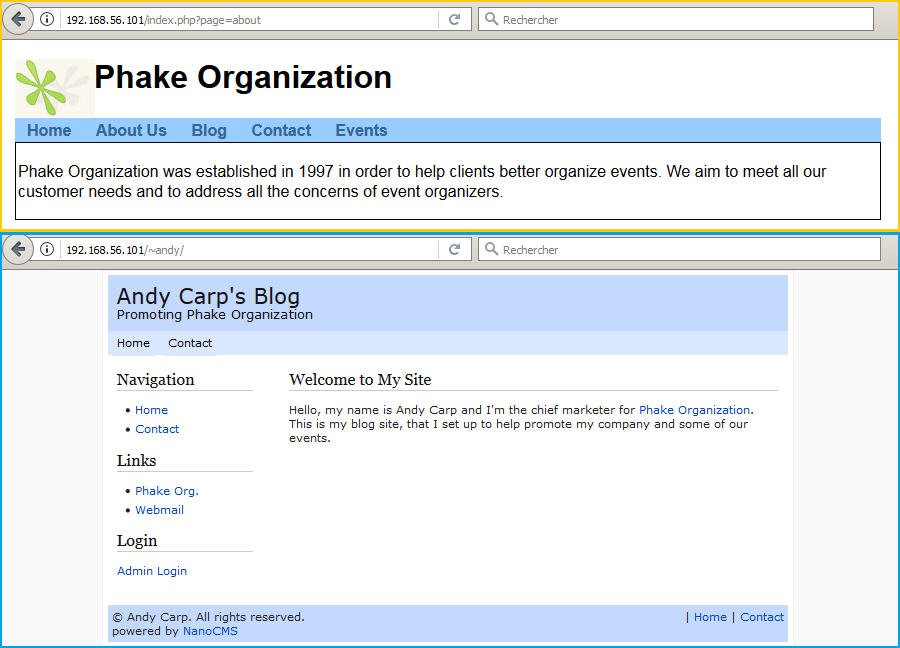 192.168.56.101/index.php?page=about
Rechercher
Phake Organization
Home About Us Blog Contact Events
Phake Organization was established in 1997 in order to help clients better organize events. We aim to meet all our
customer needs and to address all the concerns of event organizers.
192.168.56.101/~andy/
Rechercher
Andy Carp's Blog
Promoting Phake Organization
Home Contact
Navigation
• Home
• Contact
Links
• Phake Org.
• Webmail
Login
Admin Login
Welcome to My Site
Hello, my name is Andy Carp and I'm the chief marketer for Phake Organization.
This is my blog site, that I set up to help promote my company and some of our
events.
© Andy Carp. All rights reserved.
powered by NanoCMS
| Home | Contact